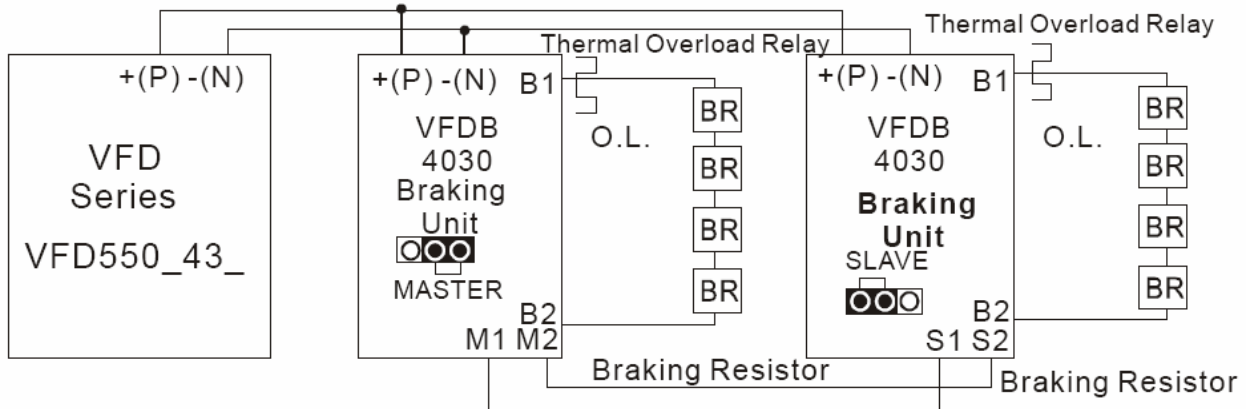 Thermal Overload Relay
Thermal Overload Relay
+(P) -(N)
VFD
Series
VFD550_43_
+(P) -(N)
B1
VFDB
4030
Braking
Unit
MASTER
B2
M1 M2
O.L.
BR
BR
BR
BR
+(P) -(N)
B1
VFDB
4030
Braking
Unit
SLAVE
B2
S1 S2
O.L.
BR
BR
BR
BR
Braking Resistor
Braking Resistor